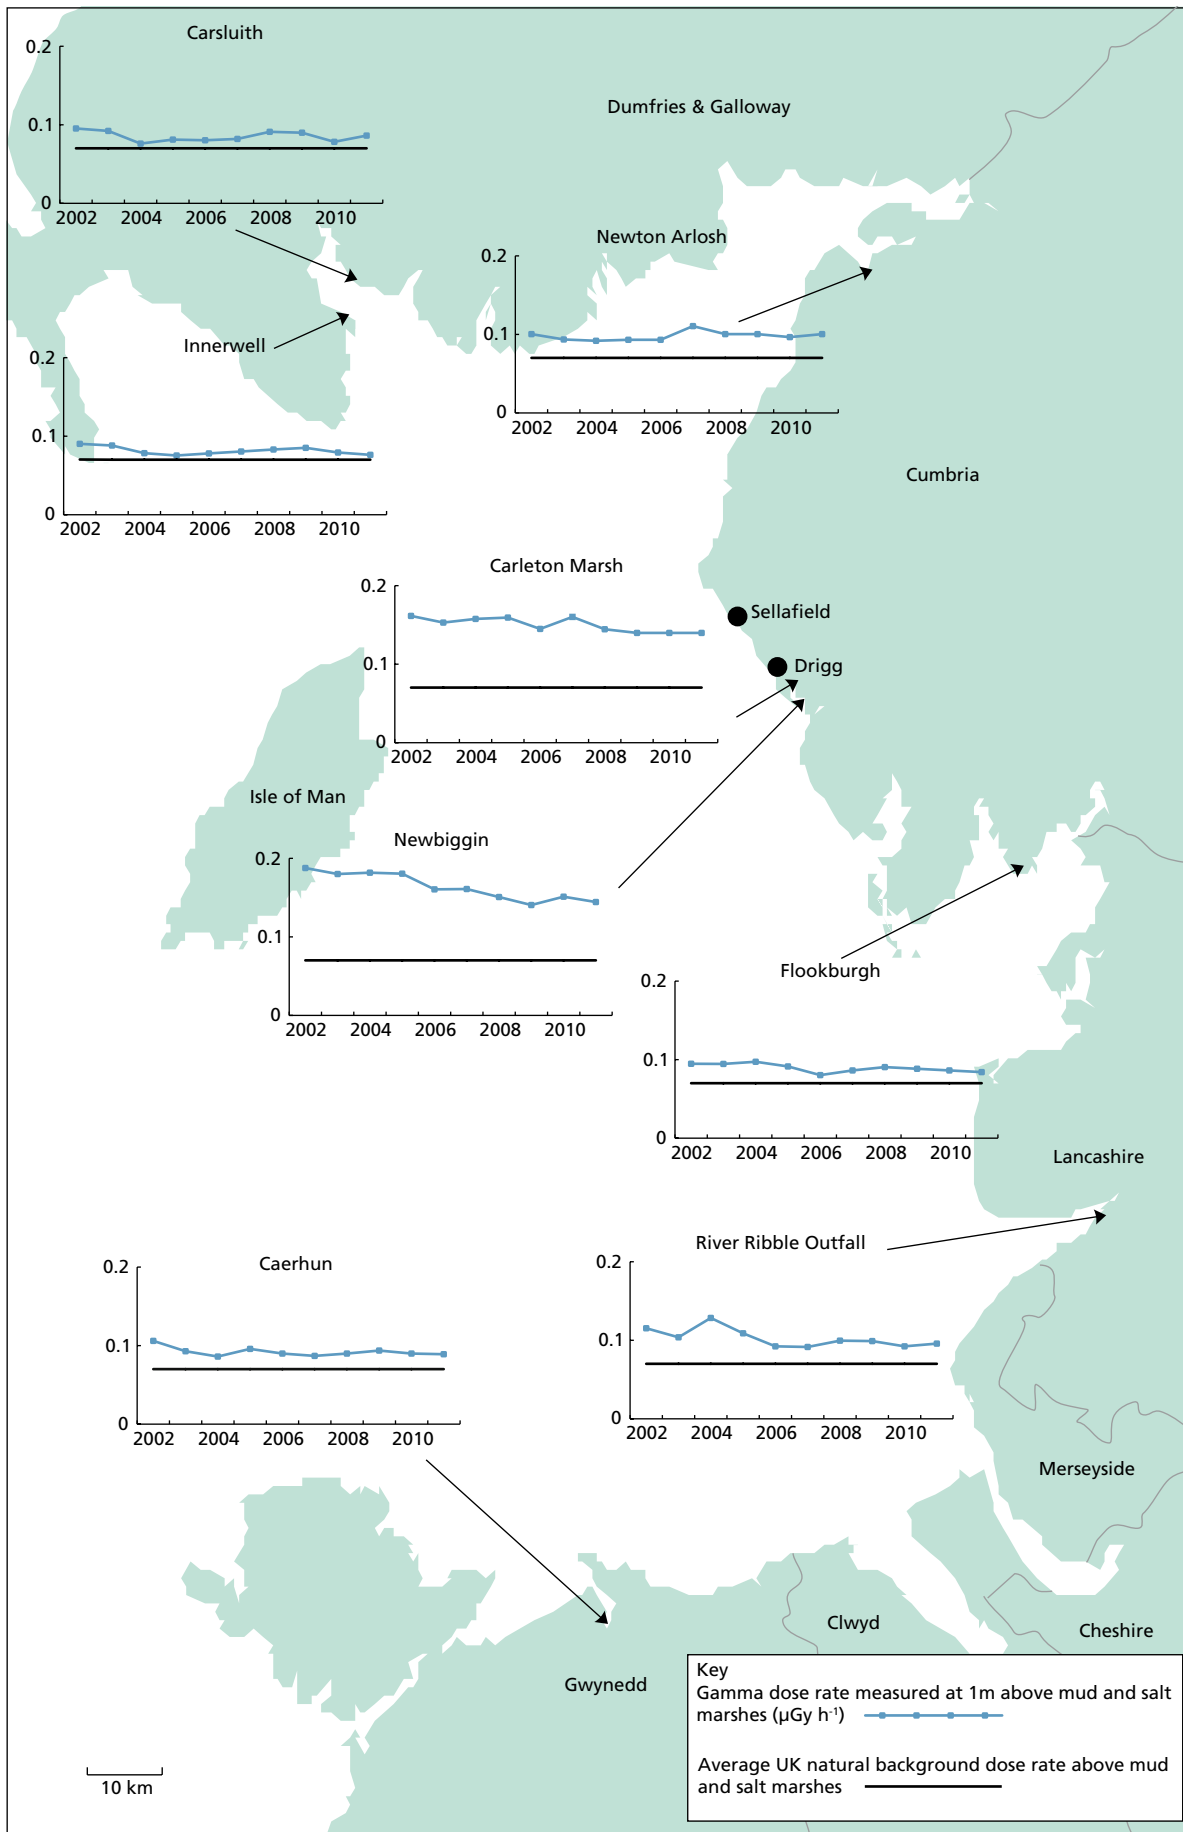 Carsluith
0.2
0.1
0
2002 2004 2006 2008 2010
Dumfries & Galloway
Newton Arlosh
0.2
0.1
0
2002 2004 2006 2008 2010
Innerwell
0.2
0.1
0
2002 2004 2006 2008 2010
Cumbria
Carleton Marsh
0.2
0.1
0
2002 2004 2006 2008 2010
Sellafield
Drigg
Isle of Man
Newbiggin
0.2
0.1
0
2002 2004 2006 2008 2010
Flookburgh
0.2
0.1
0
2002 2004 2006 2008 2010
Lancashire
River Ribble Outfall
0.2
0.1
0
2002 2004 2006 2008 2010
Caerhun
0.2
0.1
0
2002 2004 2006 2008 2010
Merseyside
Clwyd
Cheshire
Gwynedd
Key
Gamma dose rate measured at 1m above mud and salt
marshes (µGy h⁻¹)
Average UK natural background dose rate above mud
and salt marshes
10 km